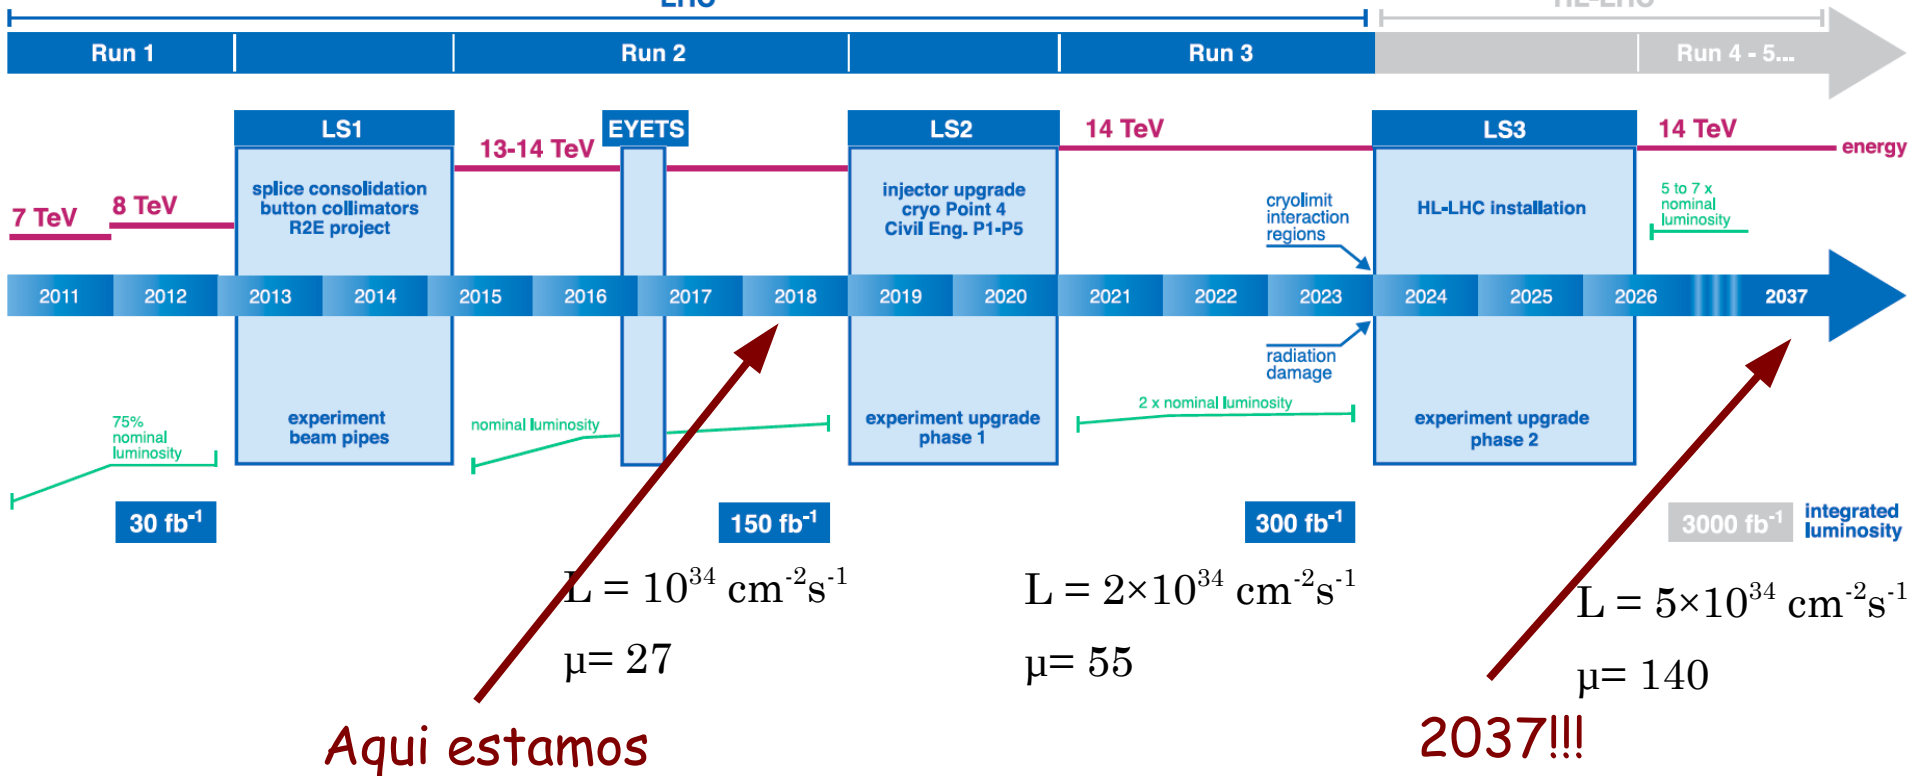 LHC
HL-LHC
Run 1
Run 2
Run 3
Run 4 - 5...
LS1
EYETS
LS2
14 TeV
LS3
14 TeV
13-14 TeV
energy
splice consolidation
button collimators
R2E project
injector upgrade
cryo Point 4
Civil Eng. P1-P5
cryolimit
interaction
regions
HL-LHC installation
5 to 7 x
nominal
luminosity
7 TeV
8 TeV
2011
2012
2013
2014
2015
2016
2017
2018
2019
2020
2021
2022
2023
2024
2025
2026
2037
radiation
damage
75%
nominal
luminosity
experiment
beam pipes
nominal luminosity
experiment upgrade
phase 1
2 x nominal luminosity
experiment upgrade
phase 2
30 fb⁻¹
150 fb⁻¹
300 fb⁻¹
3000 fb⁻¹
integrated
luminosity
L = 10³⁴ cm⁻²s⁻¹
μ= 27
L = 2×10³⁴ cm⁻²s⁻¹
μ= 55
L = 5×10³⁴ cm⁻²s⁻¹
μ= 140
Aqui estamos
2037!!!